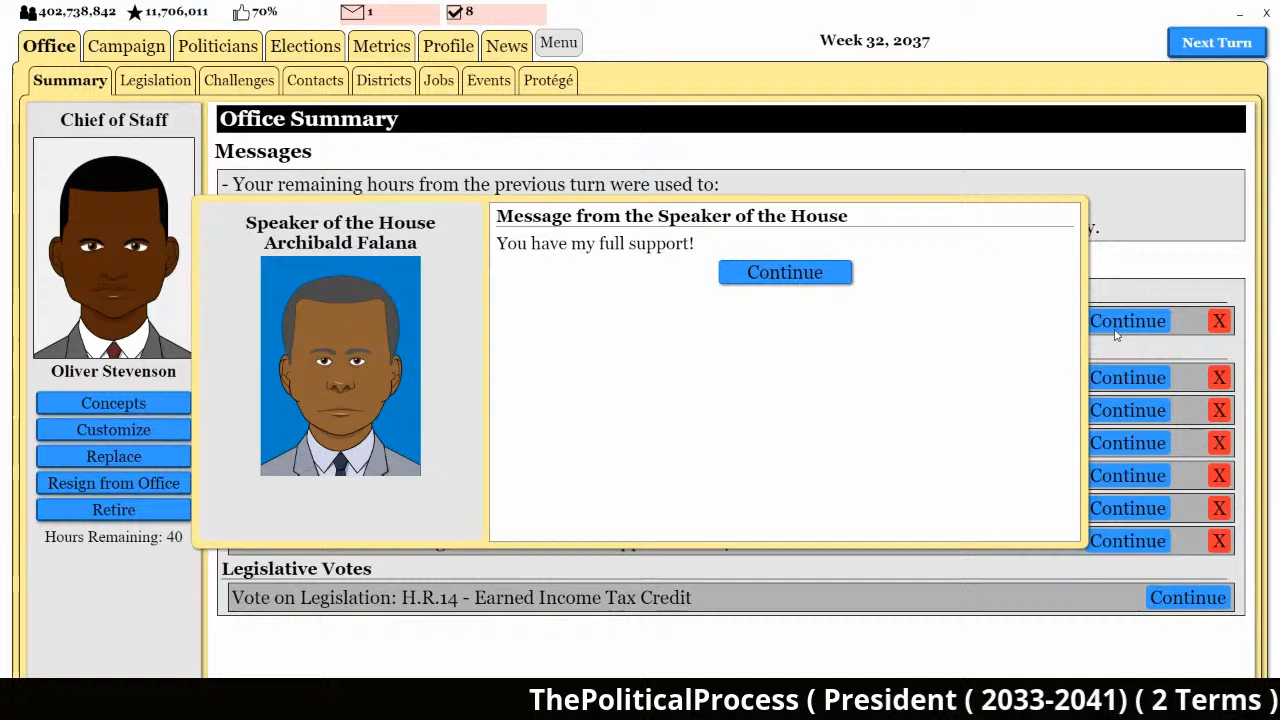 402,738,842 11,706,011 70% 1 8
_ X
Office Campaign Politicians Elections Metrics Profile News Menu
Week 32, 2037
Next Turn
Summary Legislation Challenges Contacts Districts Jobs Events Protégé
Chief of Staff
Oliver Stevenson
Concepts
Customize
Replace
Resign from Office
Retire
Hours Remaining: 40
Office Summary
Messages
- Your remaining hours from the previous turn were used to:
y.
Speaker of the House
Archibald Falana
Message from the Speaker of the House
You have my full support!
Continue
Continue X
Continue X
Continue X
Continue X
Continue X
Continue X
Continue X
Legislative Votes
Vote on Legislation: H.R.14 - Earned Income Tax Credit Continue
ThePoliticalProcess ( President ( 2033-2041) ( 2 Terms )